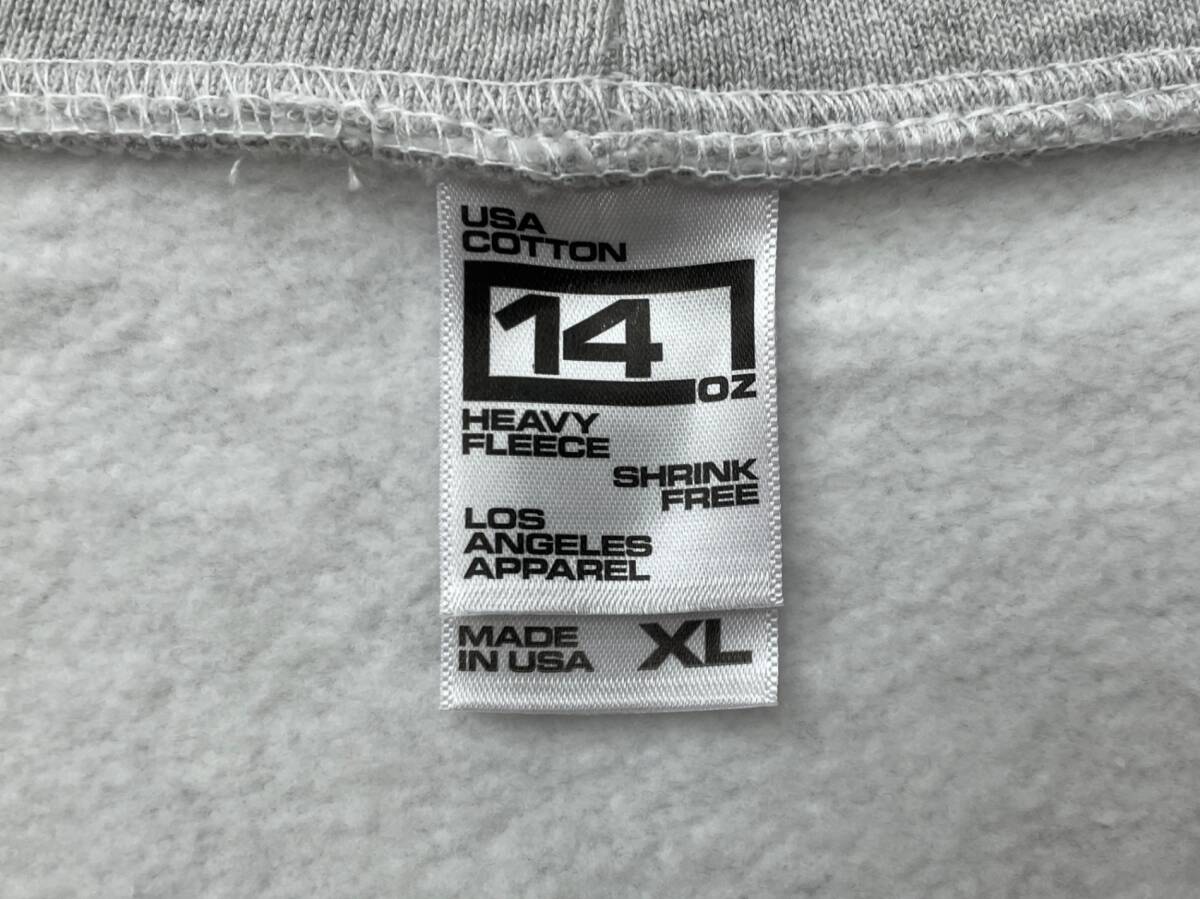 USA
COTTON
14
OZ
HEAVY
FLEECE
SHRINK
FREE
LOS
ANGELES
APPAREL
MADE
IN USA
XL